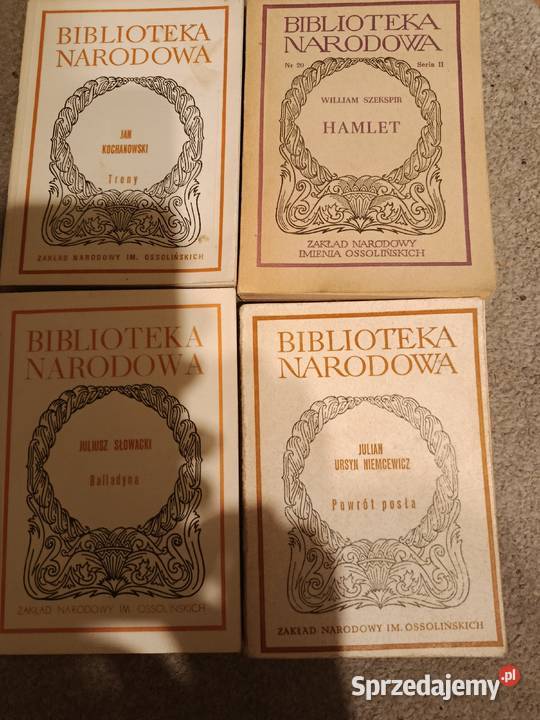 BIBLIOTEKA
NARODOWA
JAN
KOCHANOWSKI
Treny
ZAKŁAD NARODOWY IM. OSSOLIŃSKICH
BIBLIOTEKA
NARODOWA
Nr 20 Seria II
WILLIAM SZEKSPIR
HAMLET
ZAKŁAD NARODOWY
IMIENIA OSSOLIŃSKICH
BIBLIOTEKA
NARODOWA
JULIUSZ SŁOWACKI
Balladyna
ZAKŁAD NARODOWY IM. OSSOLIŃSKICH
BIBLIOTEKA
NARODOWA
JULIAN
URSYN NIEMCEWICZ
Powrót posła
ZAKŁAD NARODOWY IM. OSSOLIŃSKICH
Sprzedajemy.pl